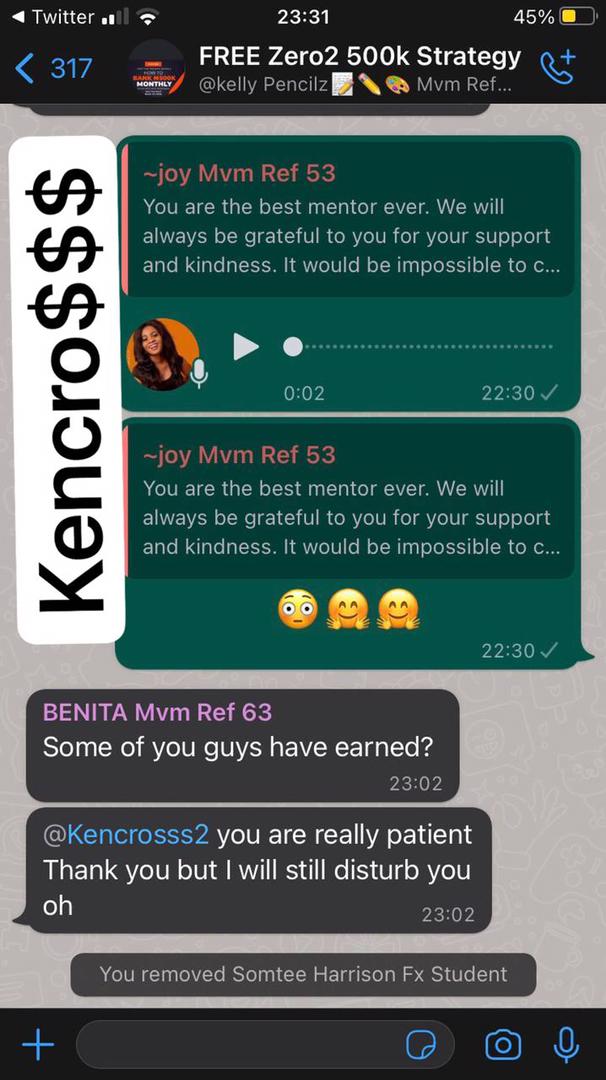 Twitter
23:31
45%
317
HOW TO
BANK N500K
MONTHLY
FREE Zero2 500k Strategy
@kelly Pencilz📝✏️🎨 Mvm Ref...
Kencro$$$
~joy Mvm Ref 53
You are the best mentor ever. We will
always be grateful to you for your support
and kindness. It would be impossible to c...
0:02
22:30
~joy Mvm Ref 53
You are the best mentor ever. We will
always be grateful to you for your support
and kindness. It would be impossible to c...
😳🤗🤗
22:30
BENITA Mvm Ref 63
Some of you guys have earned?
23:02
@Kencrosss2 you are really patient
Thank you but I will still disturb you
oh
23:02
You removed Somtee Harrison Fx Student